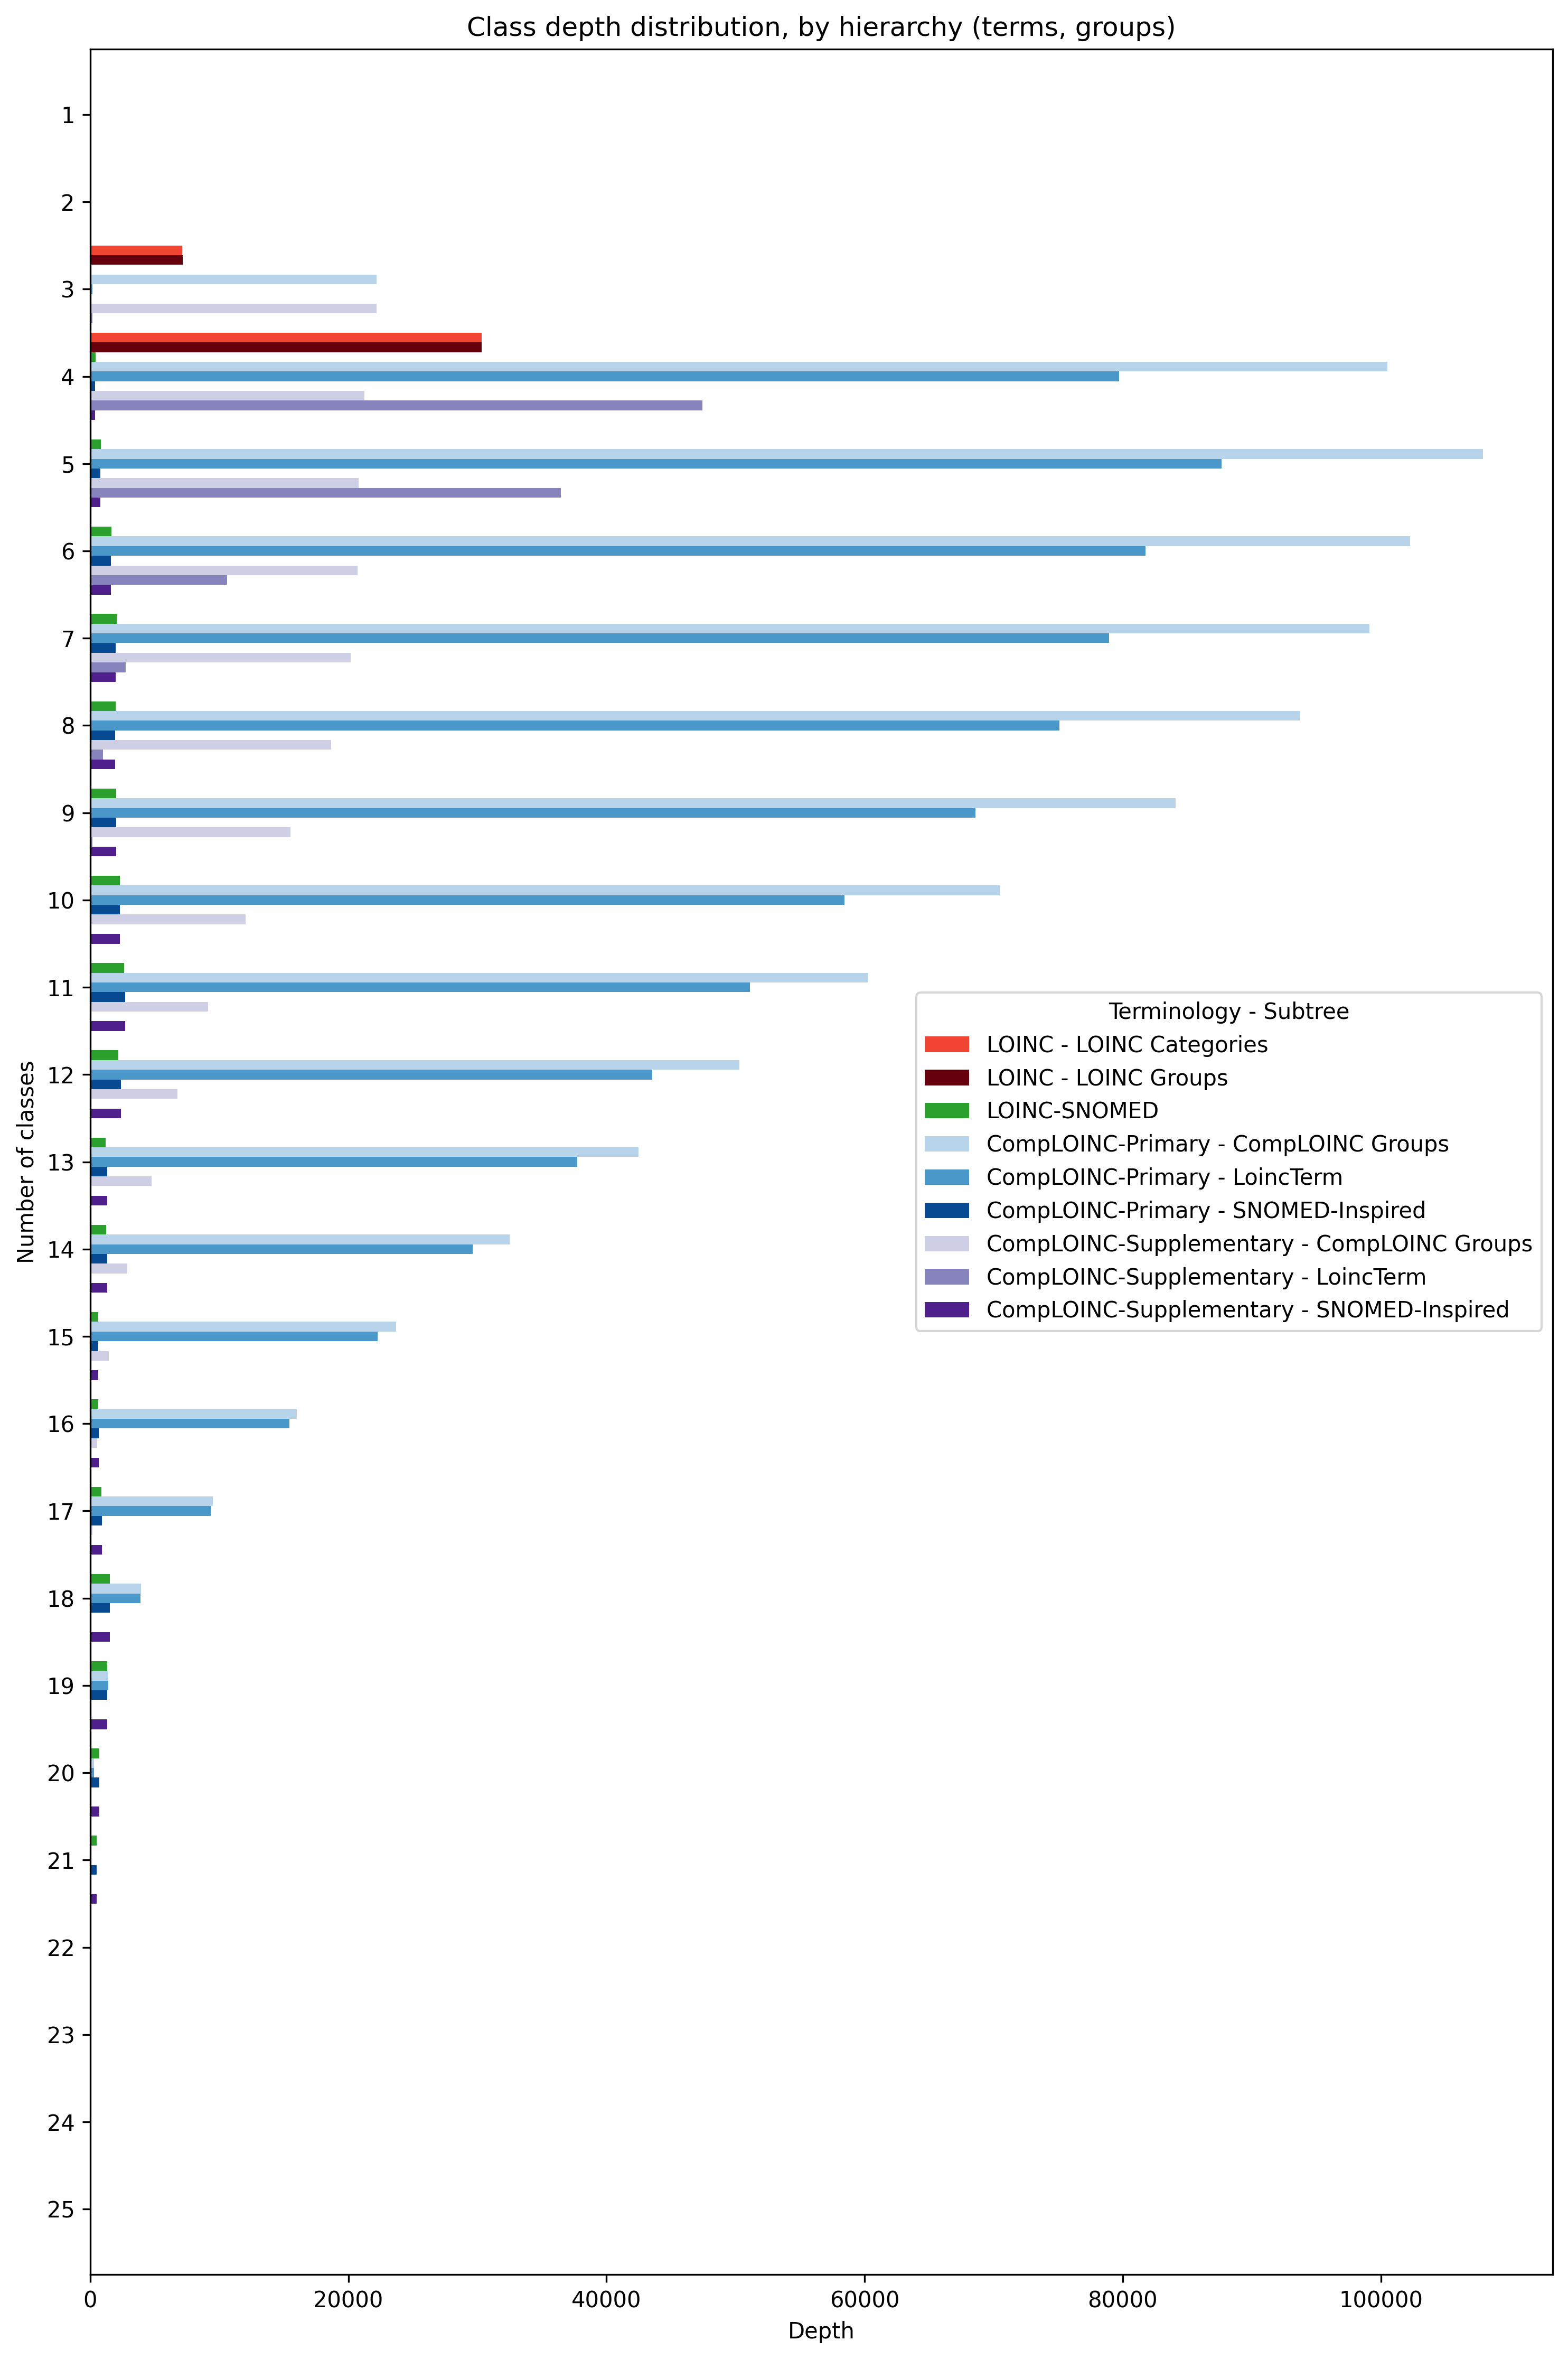 Class depth distribution, by hierarchy (terms, groups)
1
2
3
4
5
6
7
8
9
10
11
12
13
14
15
16
17
18
19
20
21
22
23
24
25
Number of classes
Terminology - Subtree
LOINC - LOINC Categories
LOINC - LOINC Groups
LOINC-SNOMED
CompLOINC-Primary - CompLOINC Groups
CompLOINC-Primary - LoincTerm
CompLOINC-Primary - SNOMED-Inspired
CompLOINC-Supplementary - CompLOINC Groups
CompLOINC-Supplementary - LoincTerm
CompLOINC-Supplementary - SNOMED-Inspired
0 20000 40000 60000 80000 100000
Depth